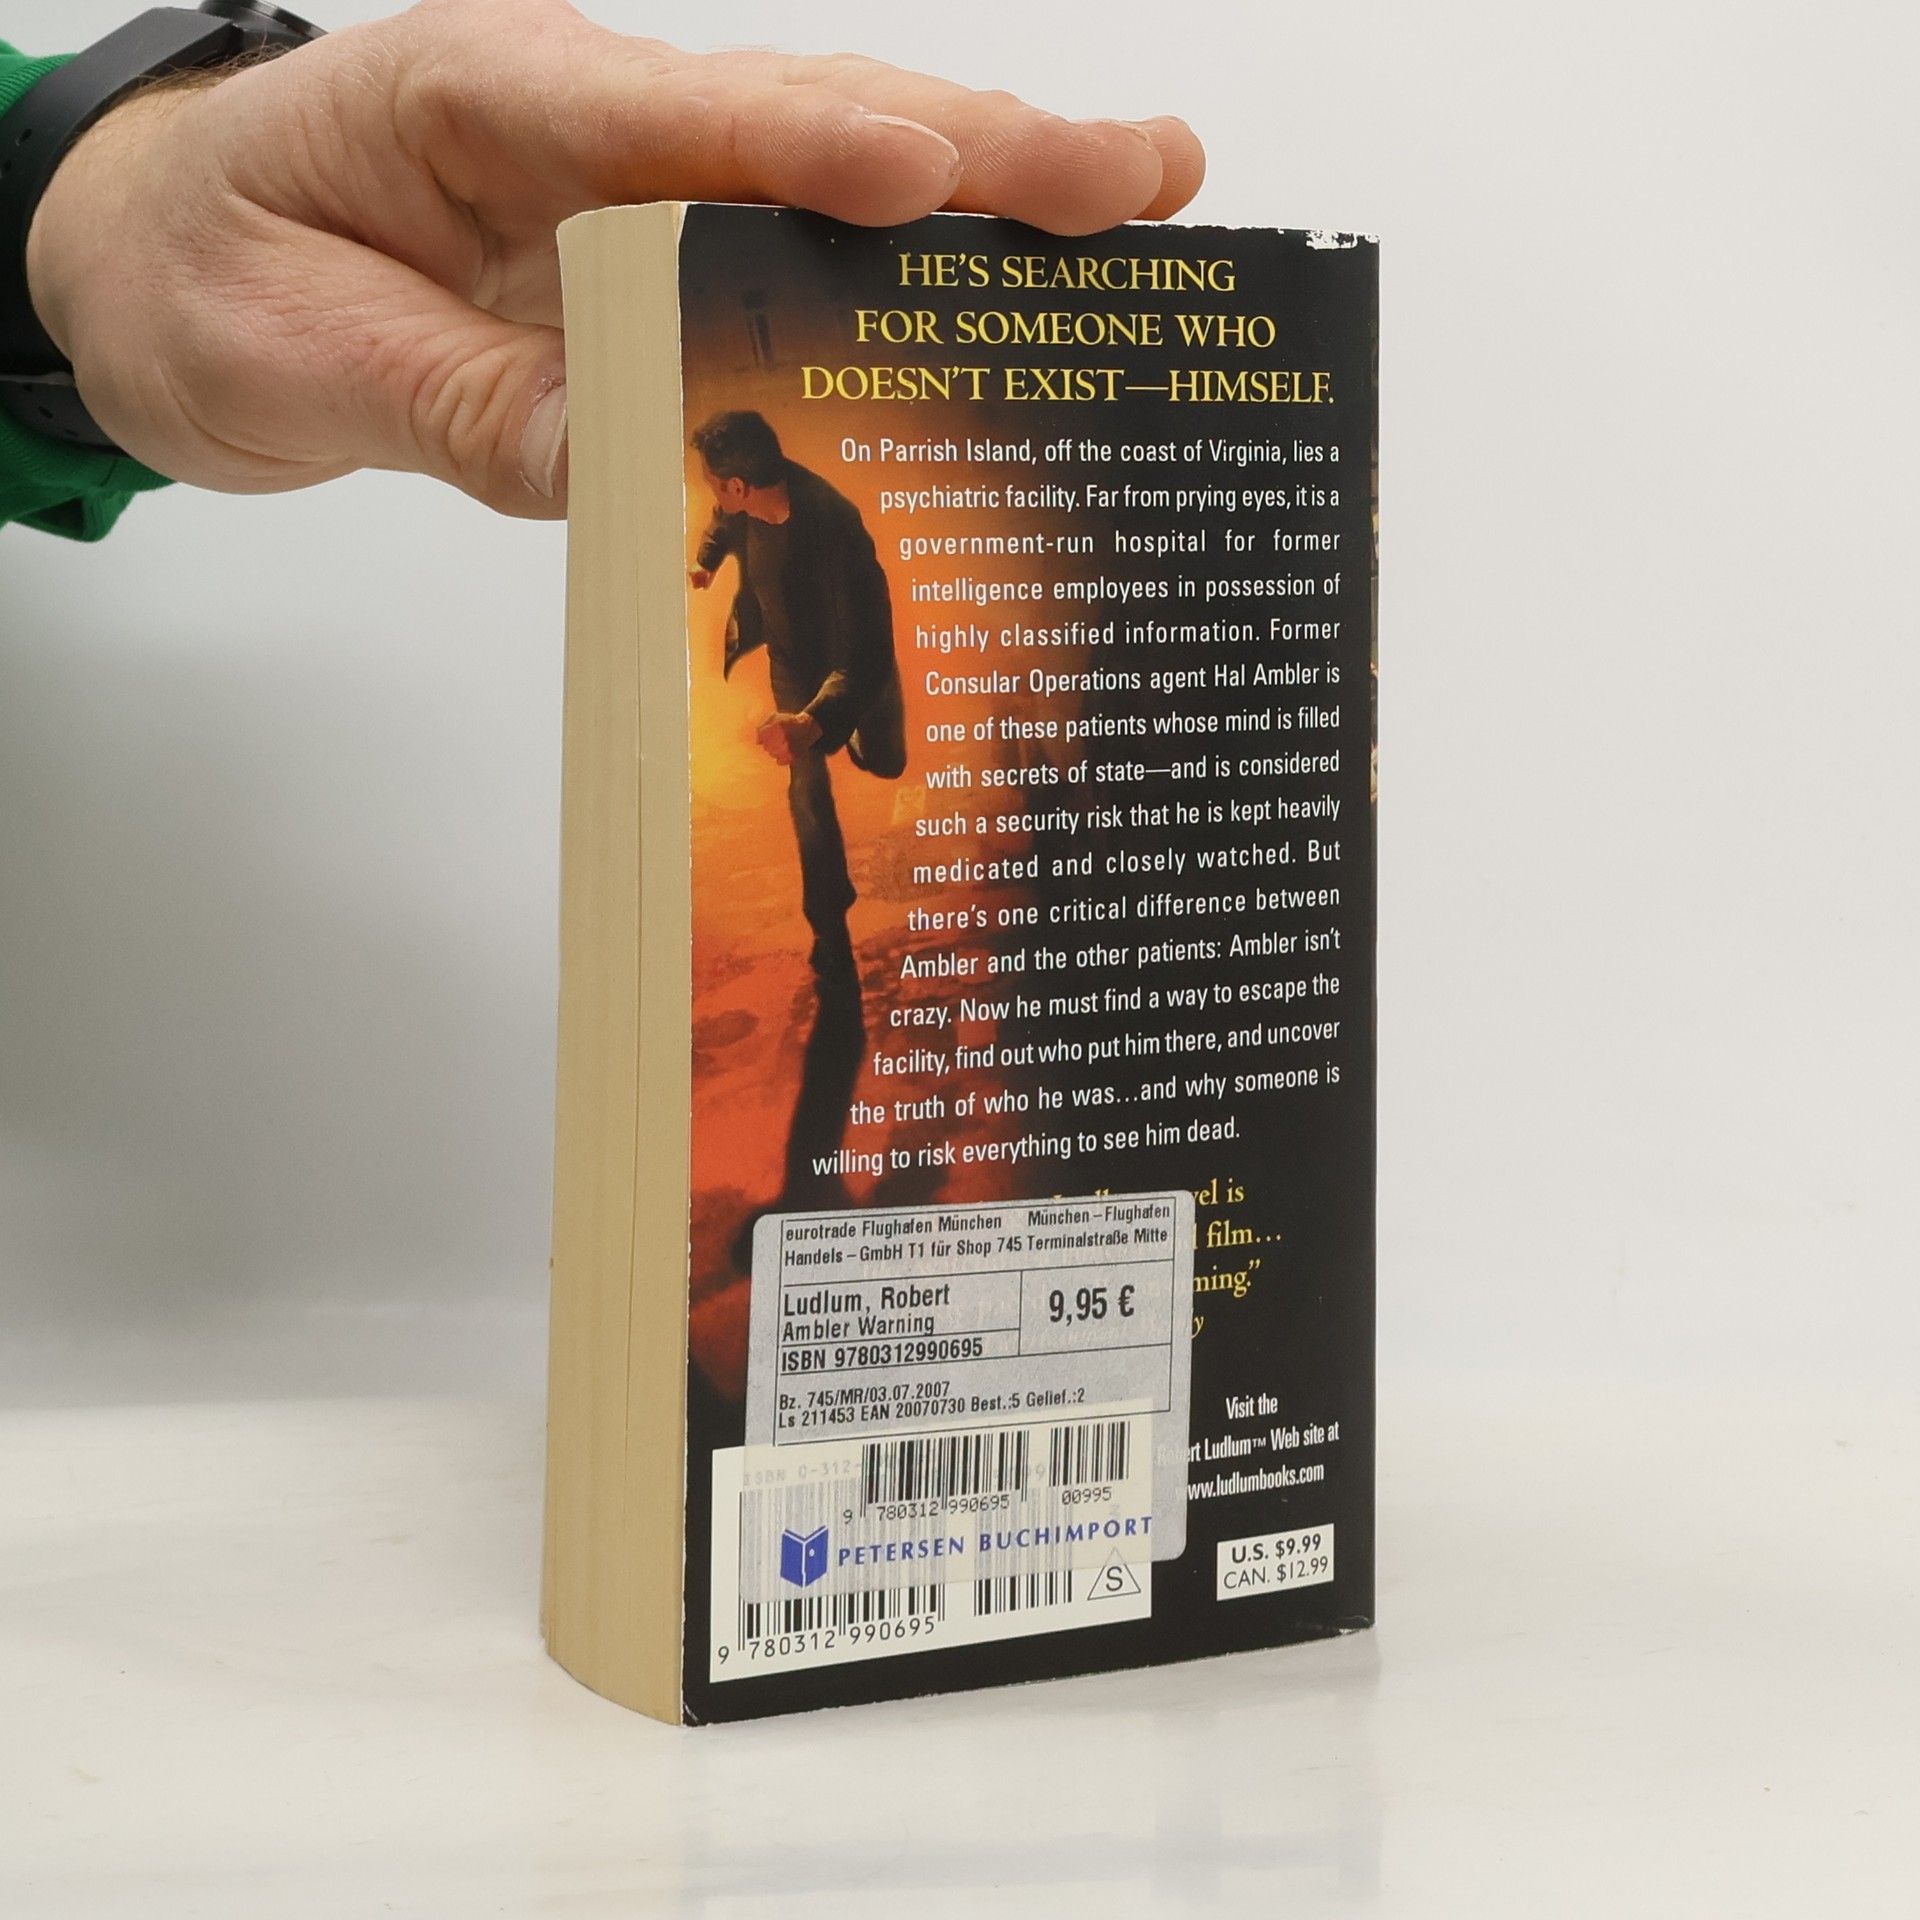 HE'S SEARCHING
FOR SOMEONE WHO
DOESN'T EXIST—HIMSELF.
On Parrish Island, off the coast of Virginia, lies a
psychiatric facility. Far from prying eyes, it is a
government-run hospital for former
intelligence employees in possession of
highly classified information. Former
Consular Operations agent Hal Ambler is
one of these patients whose mind is filled
with secrets of state—and is considered
such a security risk that he is kept heavily
medicated and closely watched. But
there's one critical difference between
Ambler and the other patients: Ambler isn't
crazy. Now he must find a way to escape the
facility, find out who put him there, and uncover
the truth of who he was...and why someone is
willing to risk everything to see him dead.
is
film...
eurotrade Flughafen München München-Flughafen
Handels-GmbH T1 für Shop 745 Terminalstraße Mitte
Ludlum, Robert
Ambler Warning
9,95 €
ISBN 9780312990695
Bz. 745/MR/03.07.2007
Ls 211453 EAN 20070730 Best.:5 Gelief.:2
ISBN 0-312-
9 780312 990695
00995
PETERSEN BUCHIMPORT
S
9 780312 990695
Visit the
Ludlum™ Web site at
www.ludlumbooks.com
U.S. $9.99
CAN. $12.99